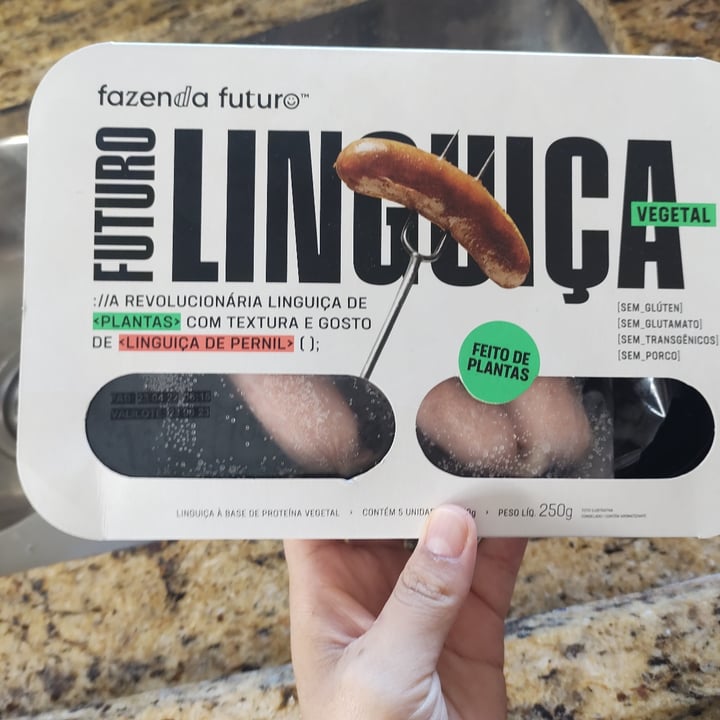 fazenda futuro™
FUTURO
LINGUIÇA
VEGETAL
://A REVOLUCIONÁRIA LINGUIÇA DE
<PLANTAS> COM TEXTURA E GOSTO
DE <LINGUIÇA DE PERNIL> ( );
[SEM_GLÚTEN]
[SEM_GLUTAMATO]
[SEM_TRANSGÊNICOS]
[SEM_PORCO]
FEITO DE
PLANTAS
LINGUIÇA À BASE DE PROTEÍNA VEGETAL • CONTÉM 5 • PESO LÍQ. 250g